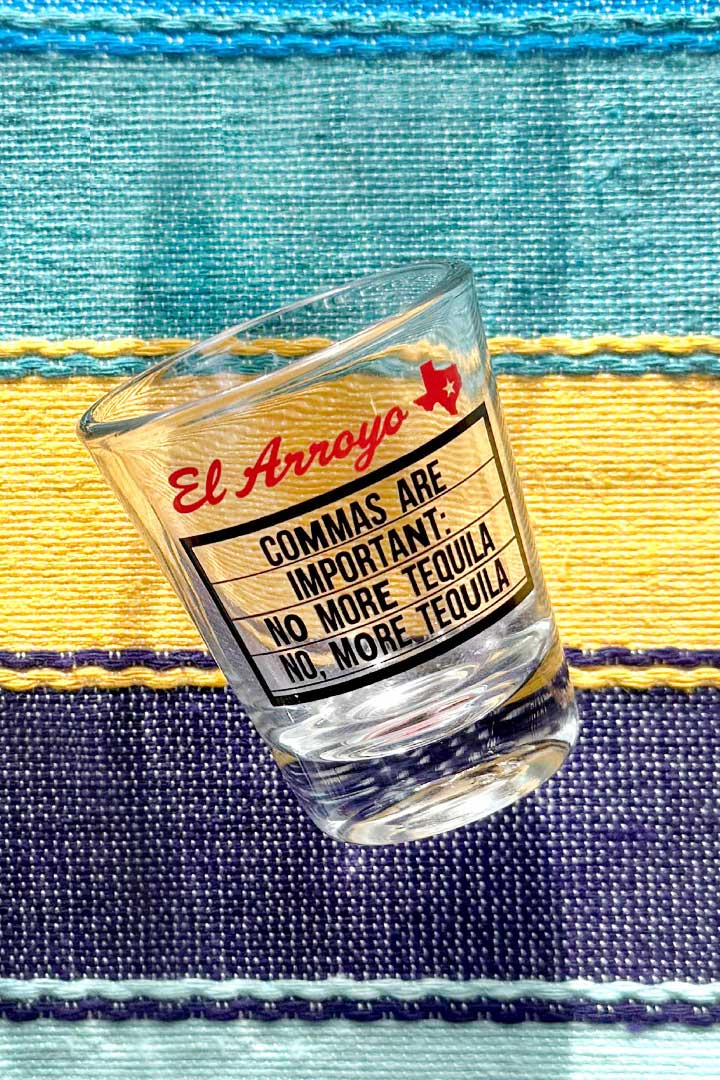 El Arroyo
COMMAS ARE
IMPORTANT:
NO MORE TEQUILA
NO, MORE TEQUILA